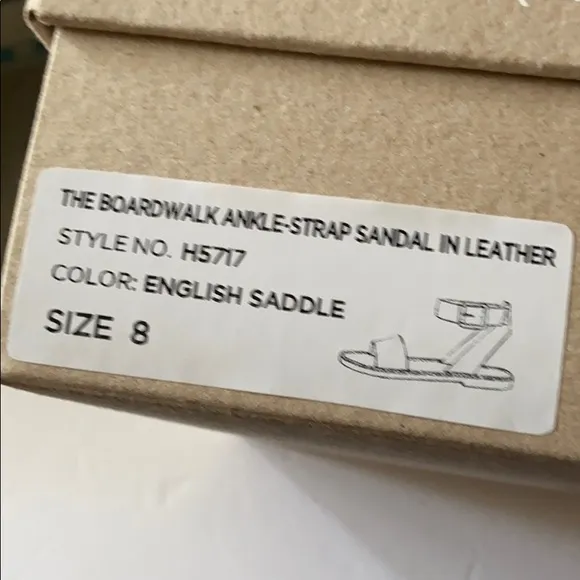 THE BOARDWALK ANKLE-STRAP SANDAL IN LEATHER
STYLE NO. H5717
COLOR: ENGLISH SADDLE
SIZE 8